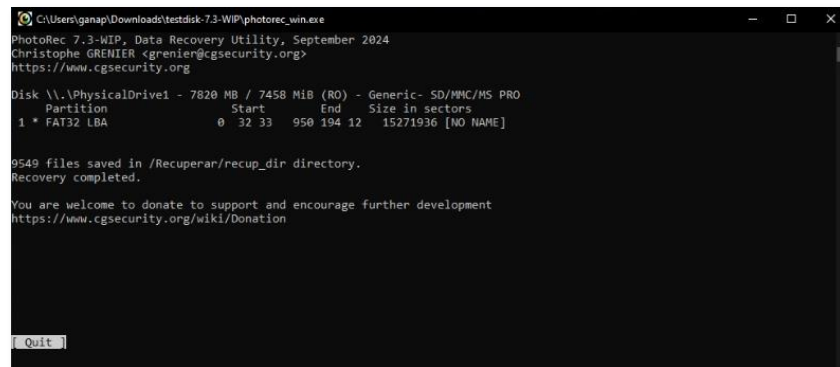 C:\Users\ganap\Downloads\testdisk-7.3-WIP\photorec_win.exe
PhotoRec 7.3-WIP, Data Recovery Utility, September 2024
Christophe GRENIER <grenier@cgsecurity.org>
https://www.cgsecurity.org
Disk \\.\PhysicalDrive1 - 7820 MB / 7458 MiB (RO) - Generic- SD/MMC/MS PRO
Partition Start End Size in sectors
1 * FAT32 LBA 0 32 33 950 194 12 15271936 [NO NAME]
9549 files saved in /Recuperar/recup_dir directory.
Recovery completed.
You are welcome to donate to support and encourage further development
https://www.cgsecurity.org/wiki/Donation
[ Quit ]